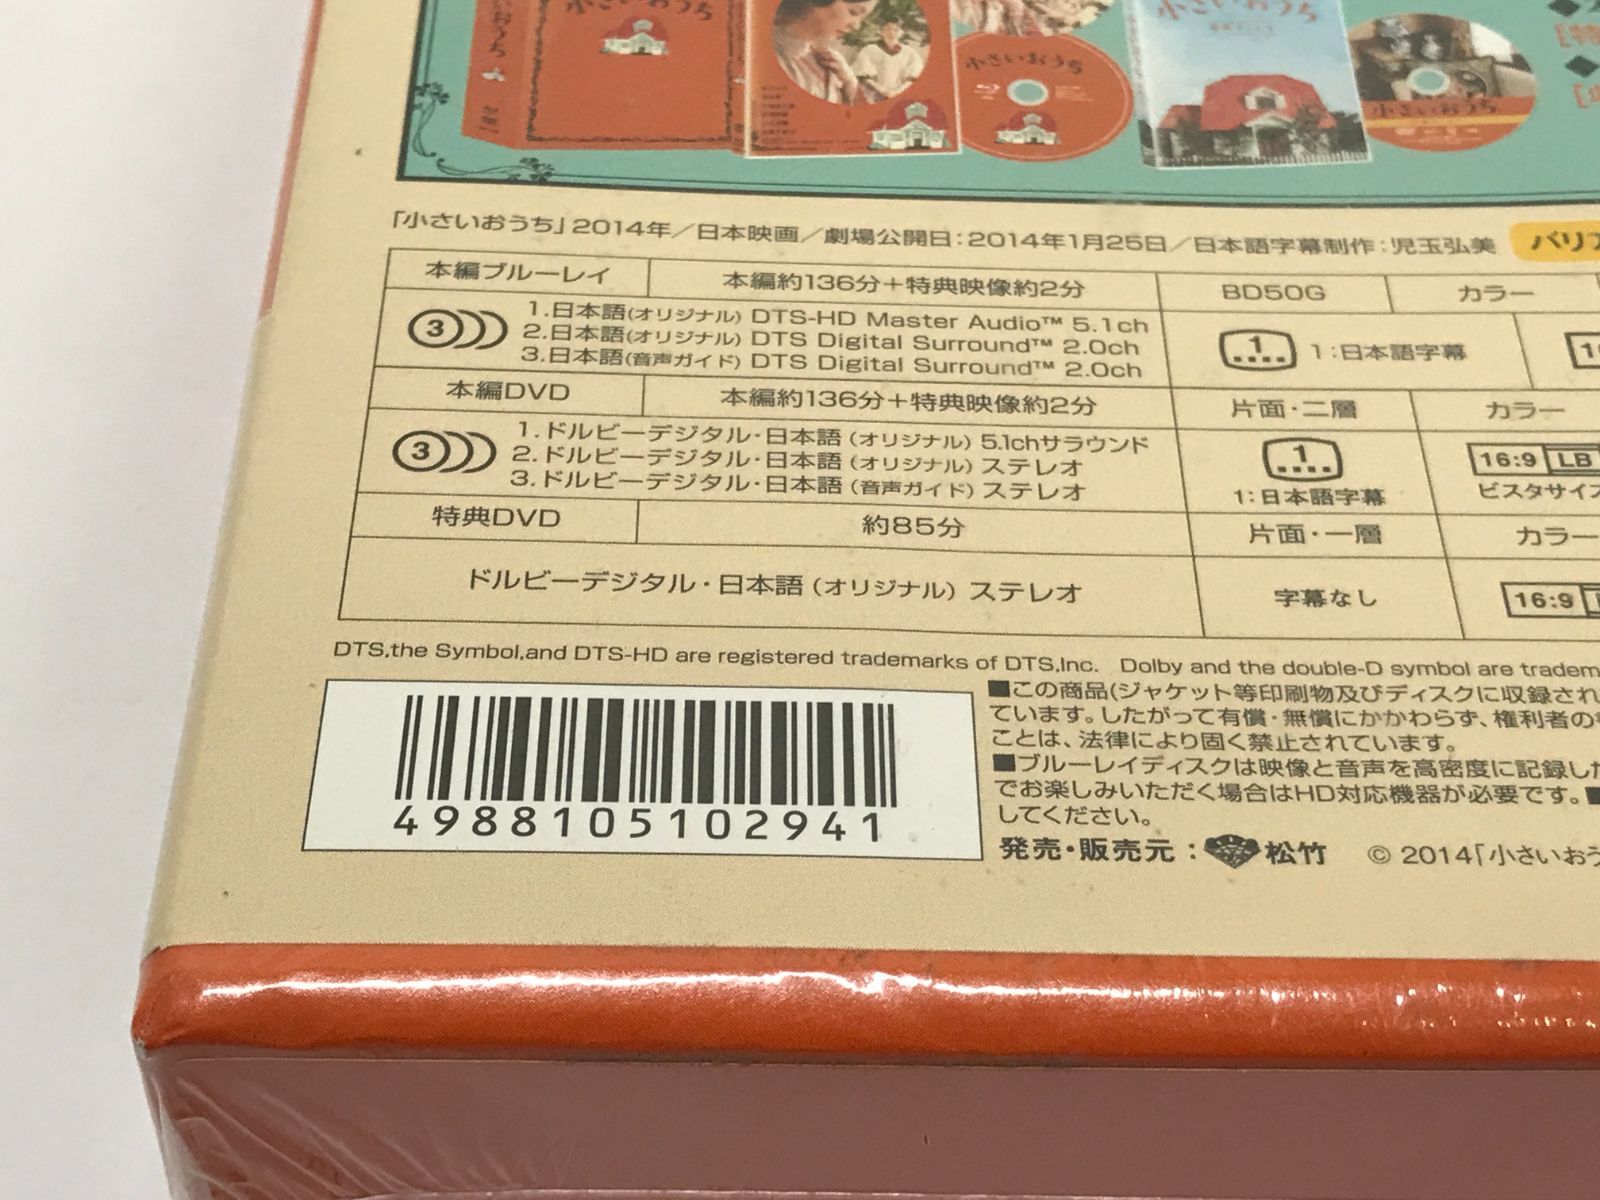 小さいおうち
小さいおうち
小さいおうち
小さいおうち
小さいおうち
「小さいおうち」2014年/日本映画/劇場公開日:2014年1月25日/日本語字幕制作:児玉弘美
バリア
本編ブルーレイ 本編約136分+特典映像約2分 BD50G カラー
3 1.日本語(オリジナル) DTS-HD Master Audio™ 5.1ch
2.日本語(オリジナル) DTS Digital Surround™ 2.0ch
3.日本語(音声ガイド) DTS Digital Surround™ 2.0ch
1 1:日本語字幕
本編DVD 本編約136分+特典映像約2分 片面・二層 カラー
3 1.ドルビーデジタル・日本語(オリジナル) 5.1chサラウンド
2.ドルビーデジタル・日本語(オリジナル) ステレオ
3.ドルビーデジタル・日本語(音声ガイド) ステレオ
1
1:日本語字幕
16:9 LB
ビスタサイズ
特典DVD 約85分 片面・一層 カラー
ドルビーデジタル・日本語(オリジナル) ステレオ 字幕なし 16:9
DTS,the Symbol,and DTS-HD are registered trademarks of DTS,Inc. Dolby and the double-D symbol are tradem
■この商品(ジャケット等印刷物及びディスクに収録され
ています。したがって有償・無償にかかわらず、権利者の
ことは、法律により固く禁止されています。
■ブルーレイディスクは映像と音声を高密度に記録した
でお楽しみいただく場合はHD対応機器が必要です。■
してください。
発売・販売元:松竹 © 2014「小さいおう
4988105102941